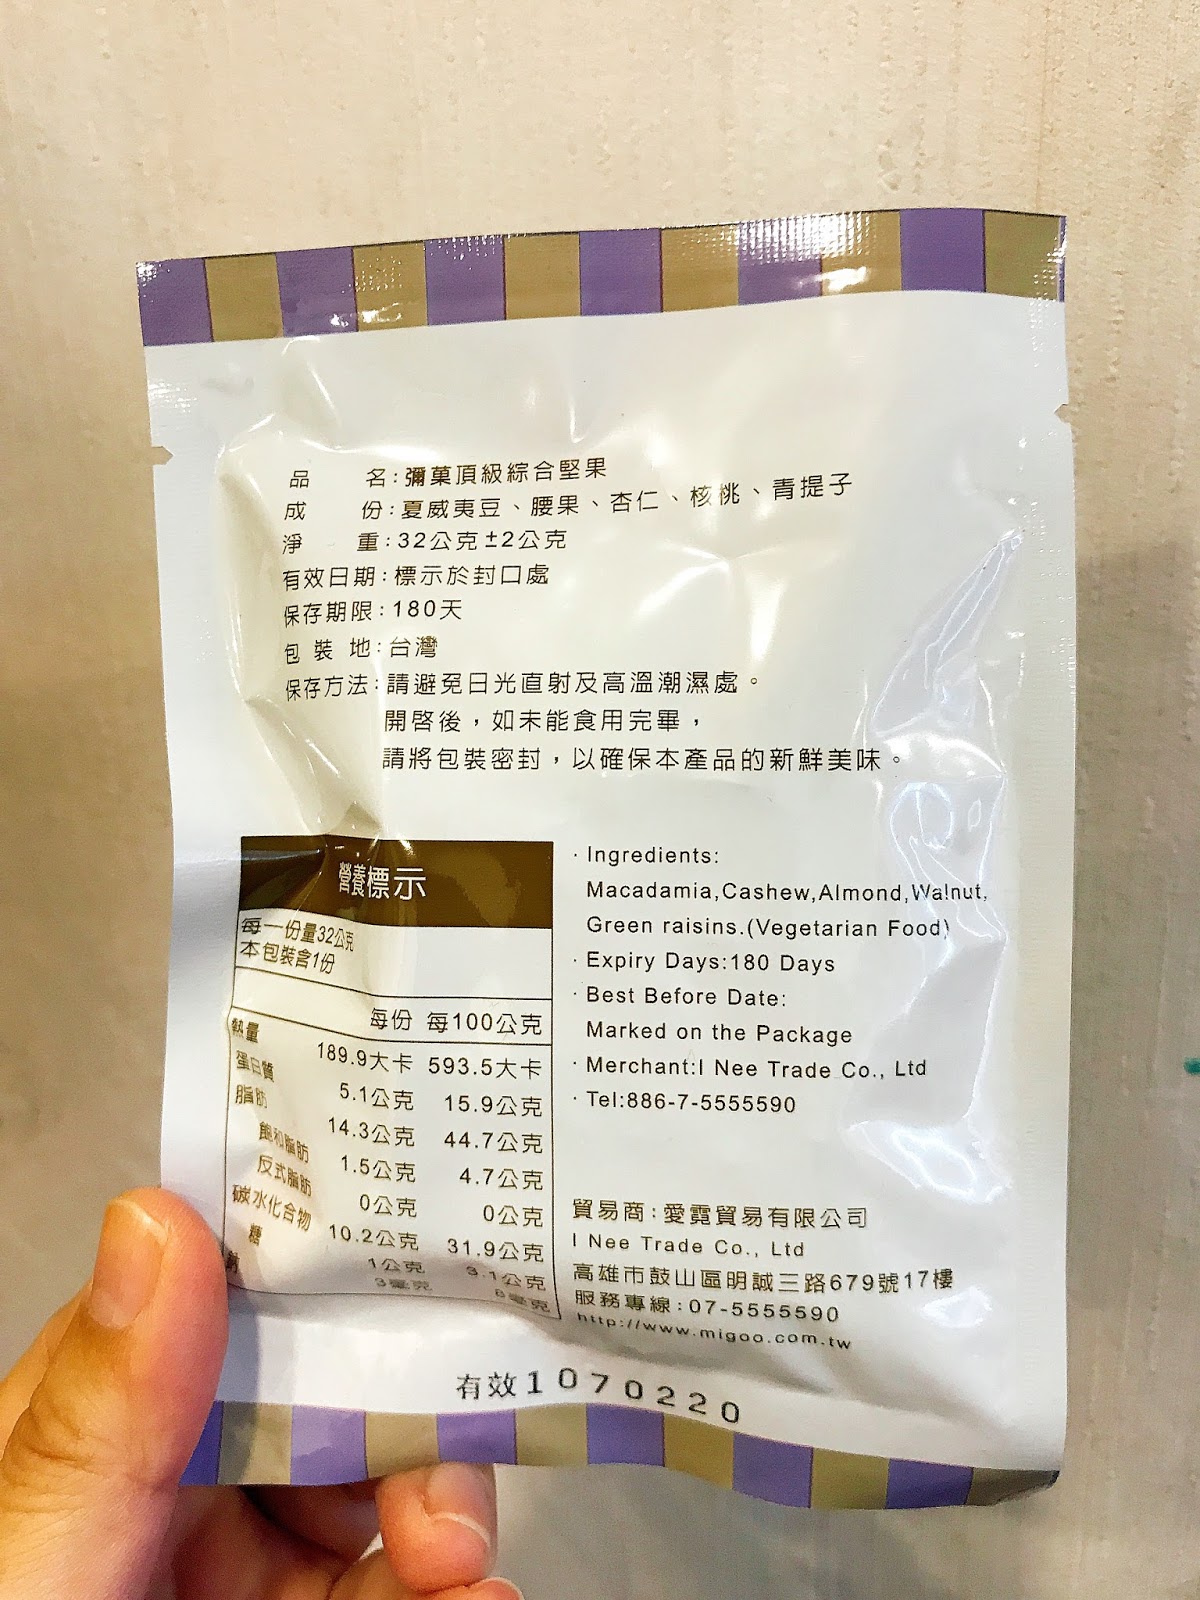 品名:彌菓頂級綜合堅果
成份:夏威夷豆、腰果、杏仁、核桃、青提子
淨重:32公克±2公克
有效日期:標示於封口處
保存期限:180天
包裝地:台灣
保存方法:請避免日光直射及高溫潮濕處。
開啓後,如未能食用完畢,
請將包裝密封,以確保本產品的新鮮美味。
營養標示
每一份量32公克
本包裝含1份
每份 每100公克
熱量 189.9大卡 593.5大卡
蛋白質 5.1公克 15.9公克
脂肪 14.3公克 44.7公克
飽和脂肪 1.5公克 4.7公克
反式脂肪 0公克 0公克
碳水化合物 10.2公克 31.9公克
糖 1公克 3.1公克
鈉 3毫克 8毫克
· Ingredients:
Macadamia,Cashew,Almond,Walnut,
Green raisins.(Vegetarian Food)
· Expiry Days:180 Days
· Best Before Date:
Marked on the Package
· Merchant:I Nee Trade Co., Ltd
· Tel:886-7-5555590
貿易商:愛霓貿易有限公司
I Nee Trade Co., Ltd
高雄市鼓山區明誠三路679號17樓
服務專線:07-5555590
http://www.migoo.com.tw
有效1070220